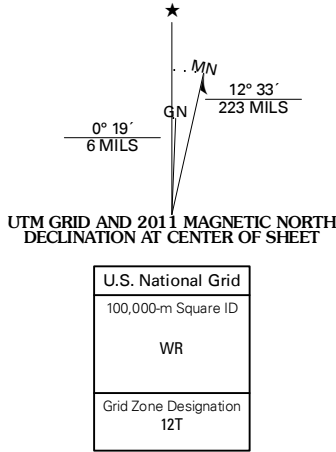 ★
MN
GN
12° 33´
223 MILS
0° 19´
6 MILS
UTM GRID AND 2011 MAGNETIC NORTH
DECLINATION AT CENTER OF SHEET
U.S. National Grid
100,000-m Square ID
WR
Grid Zone Designation
12T